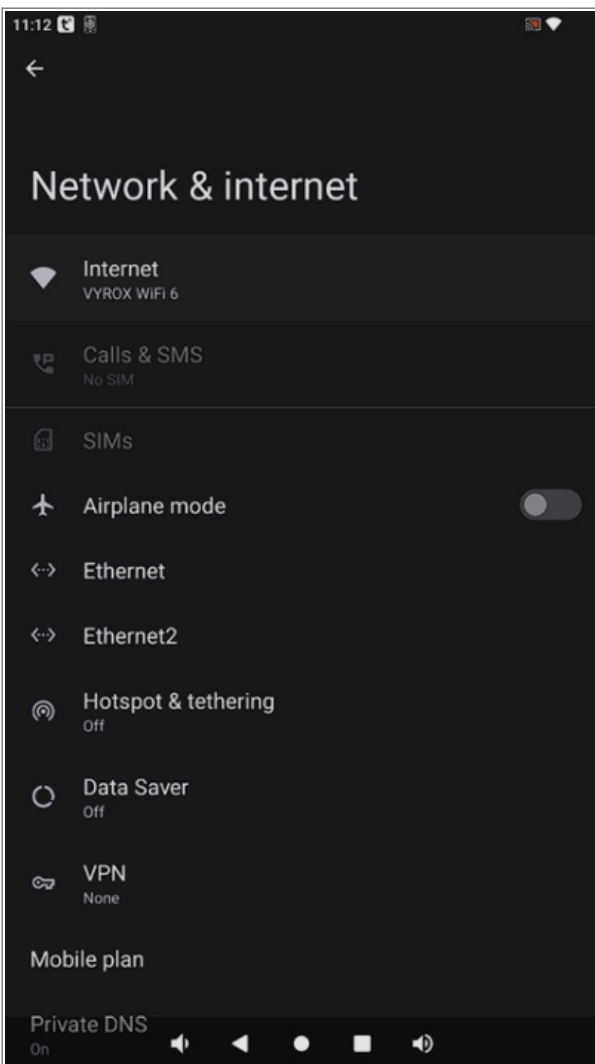 11:12
Network & internet
Internet
VYROX WiFi 6
Calls & SMS
No SIM
SIMs
Airplane mode
Ethernet
Ethernet2
Hotspot & tethering
Off
Data Saver
Off
VPN
None
Mobile plan
Private DNS
On